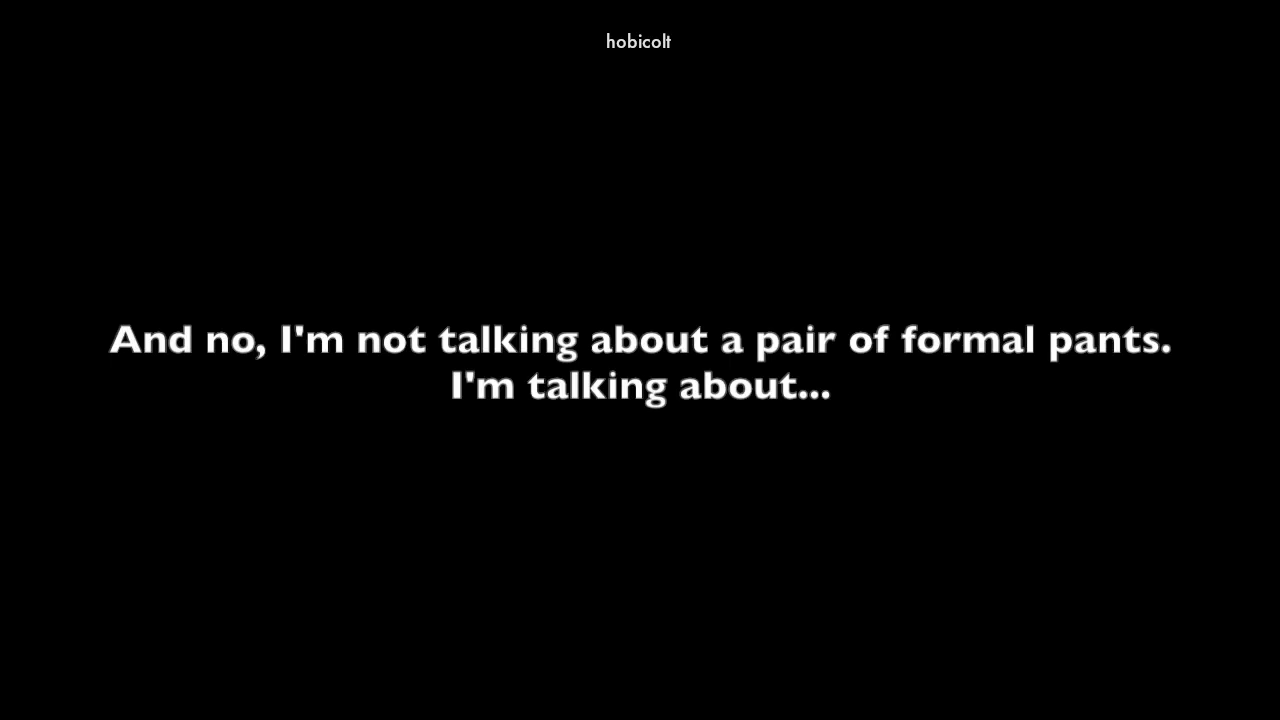 hobicolt
And no, I'm not talking about a pair of formal pants.
I'm talking about...